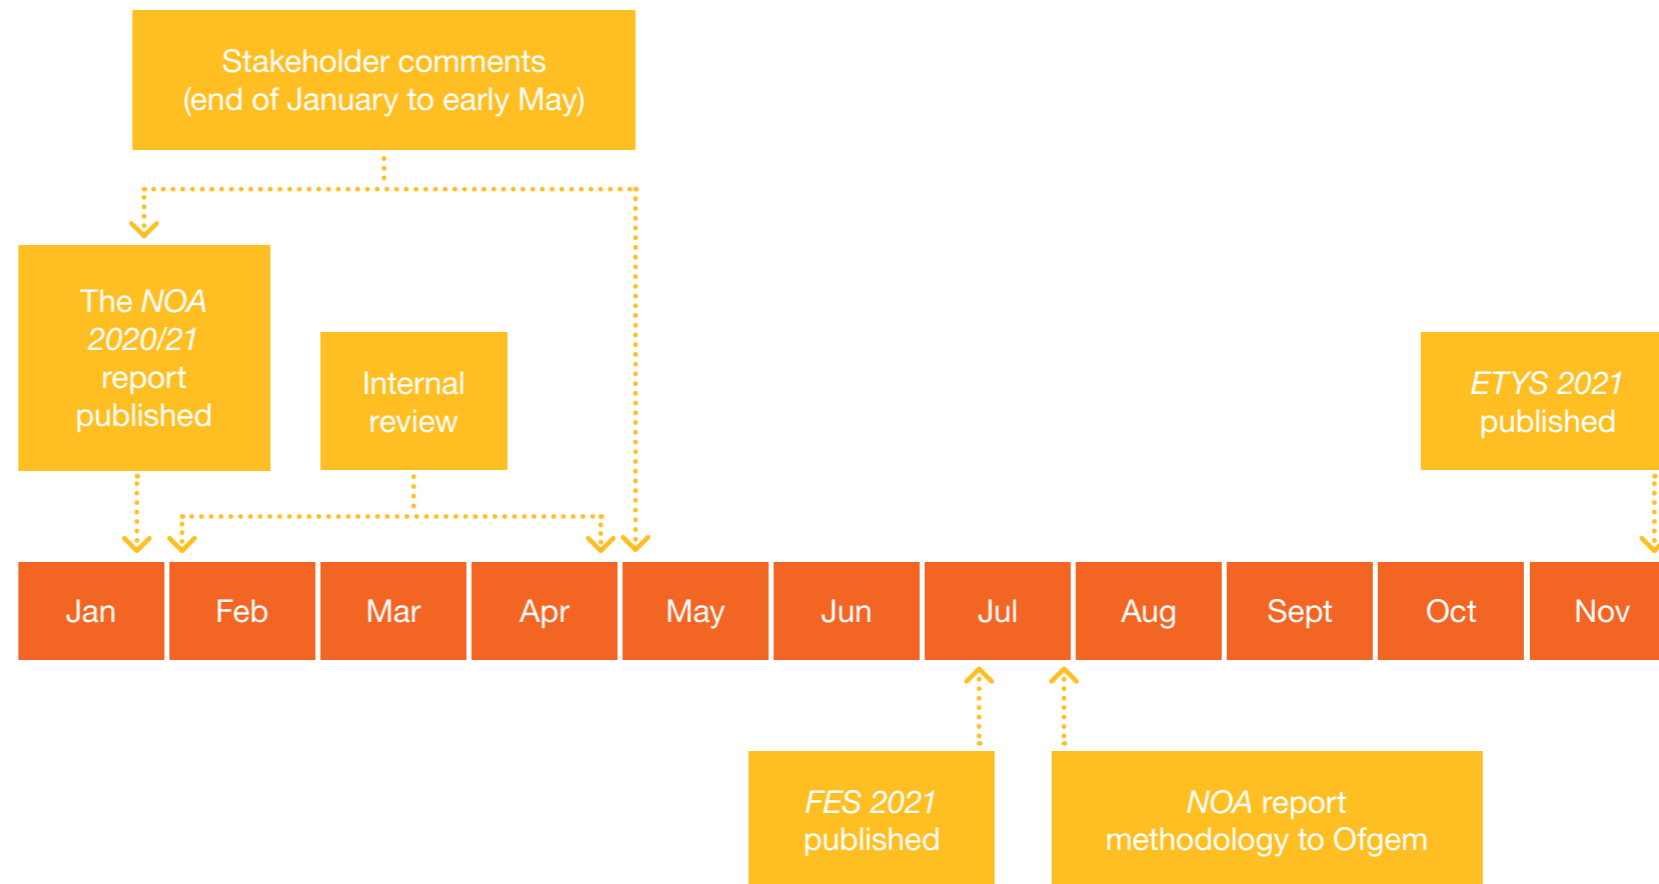 Stakeholder comments
(end of January to early May)
The NOA
2020/21
report
published
Internal
review
ETYS 2021
published
Jan
Feb
Mar
Apr
May
Jun
Jul
Aug
Sept
Oct
Nov
FES 2021
published
NOA report
methodology to Ofgem